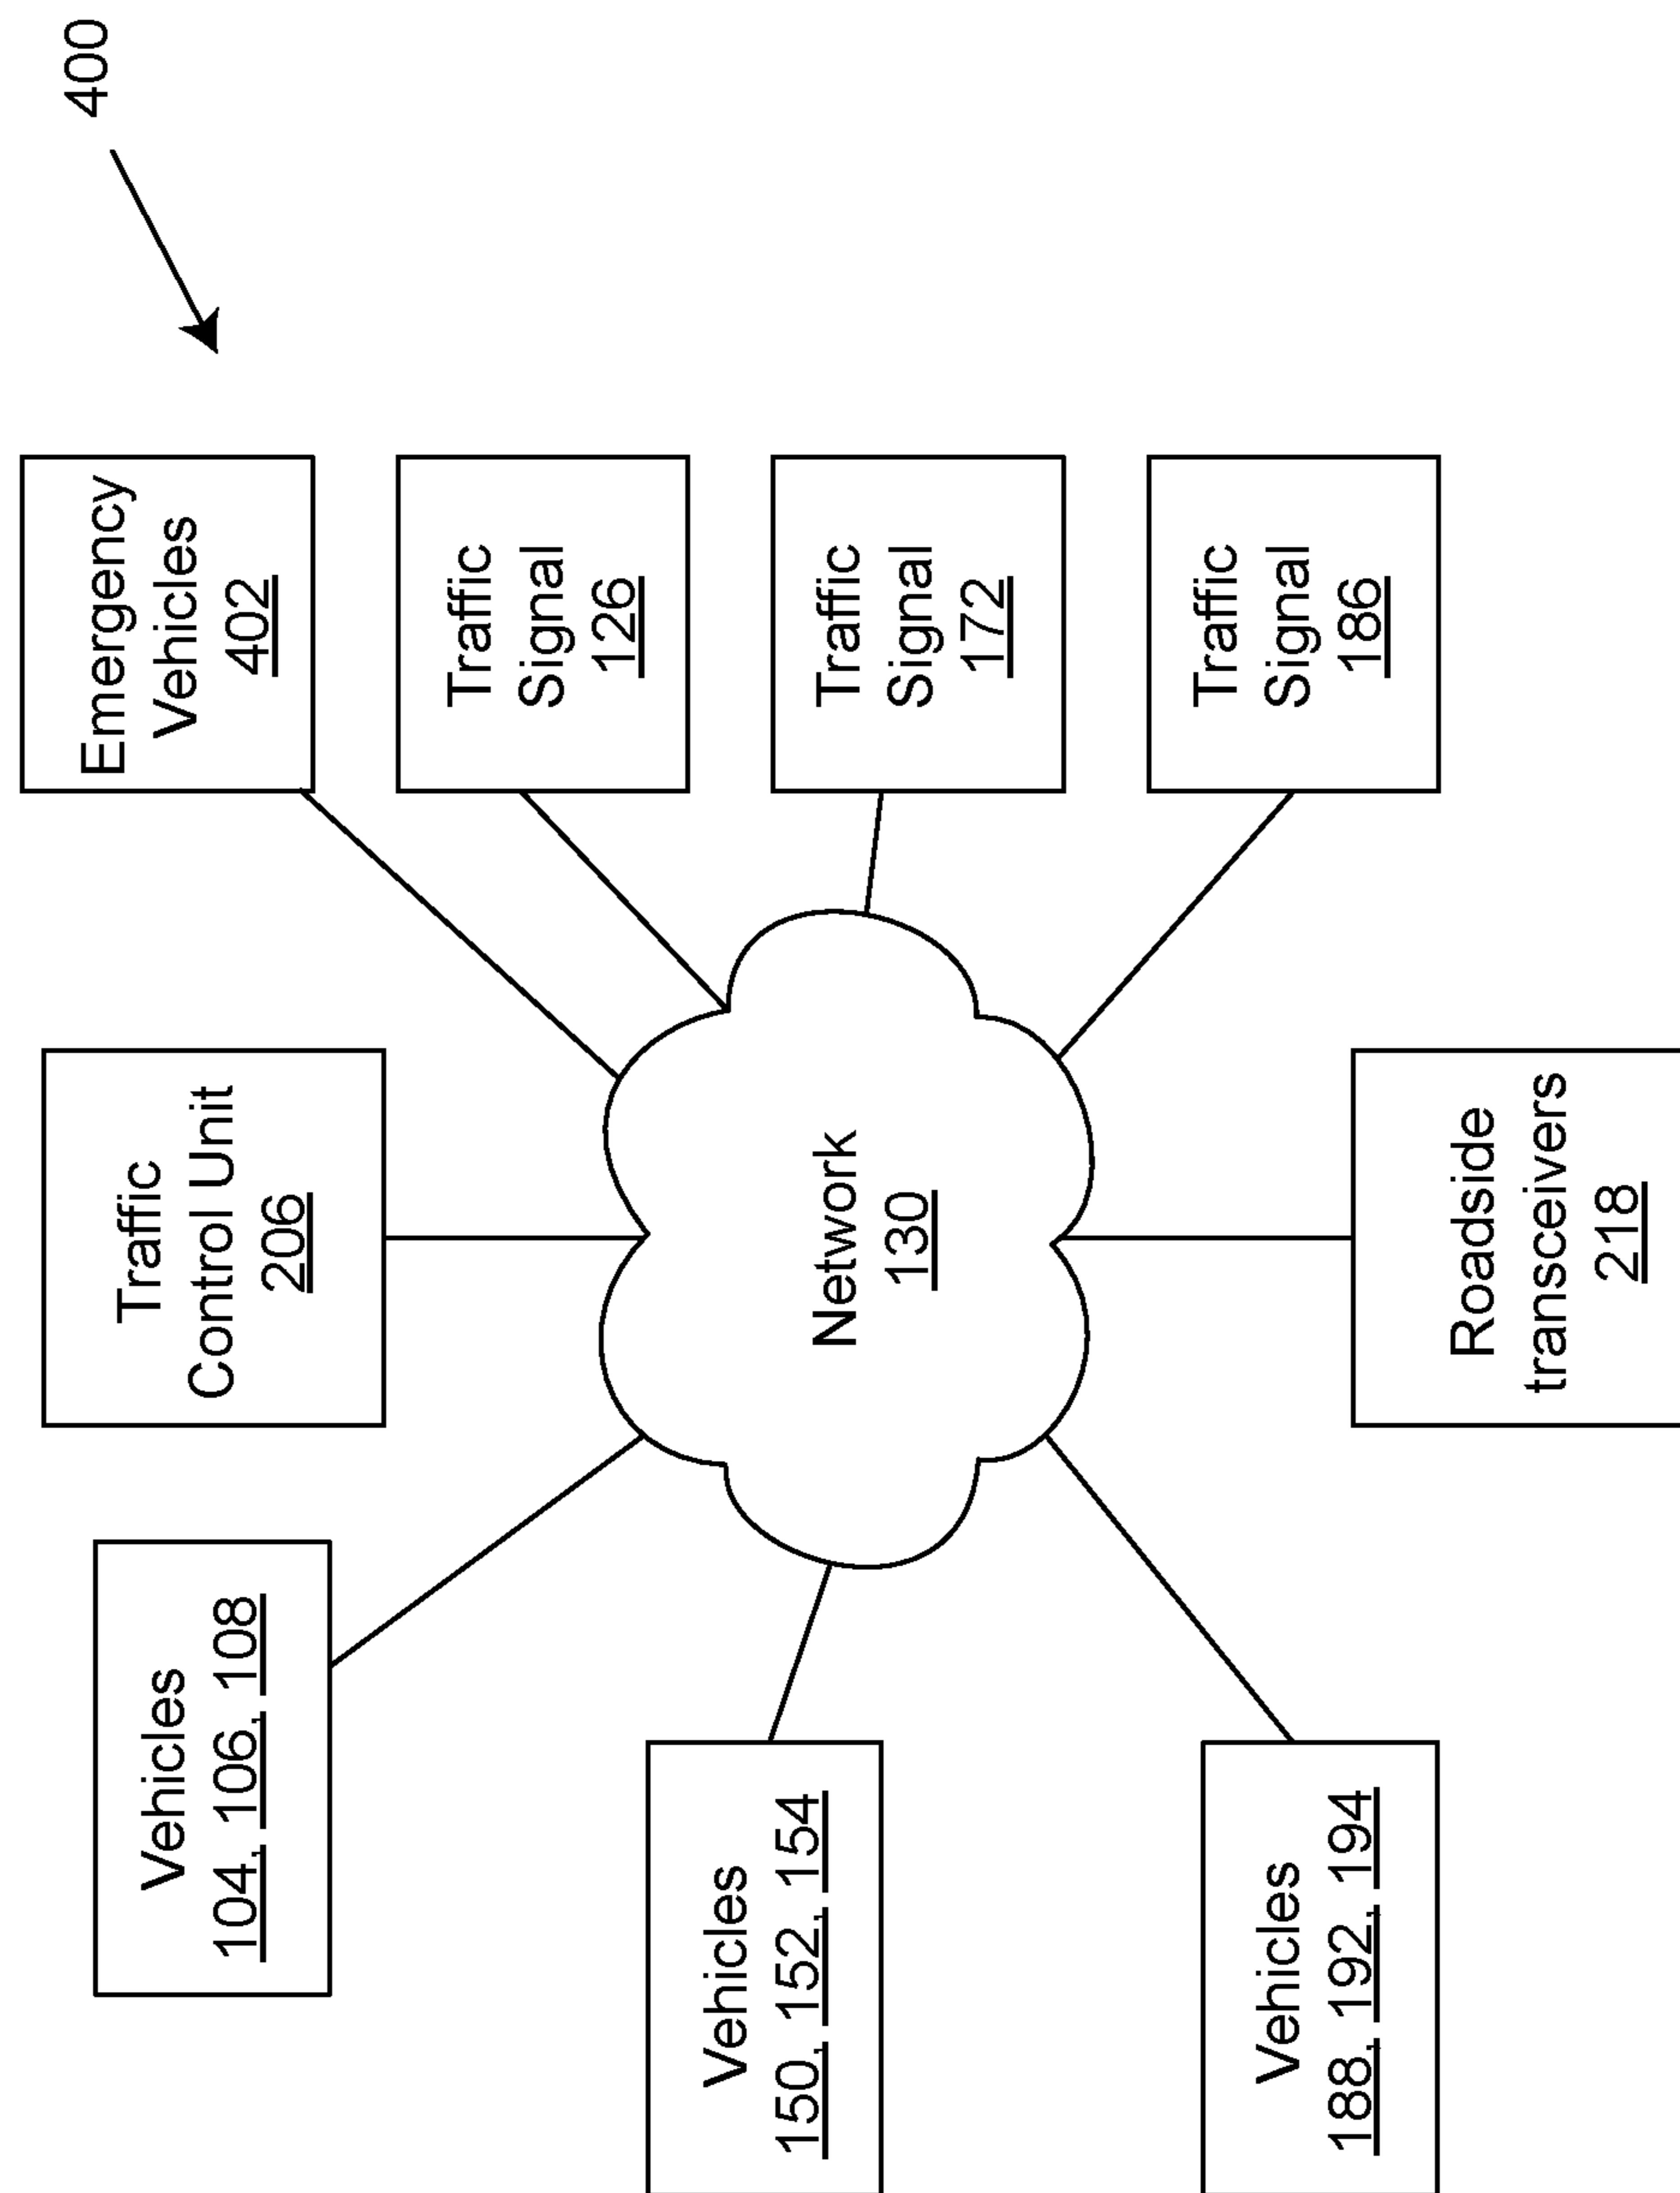 400
Vehicles
104, 106, 108
Traffic
Control Unit
206
Emergency
Vehicles
402
Traffic
Signal
126
Vehicles
150, 152, 154
Network
130
Traffic
Signal
172
Vehicles
188, 192, 194
Roadside
transceivers
218
Traffic
Signal
186